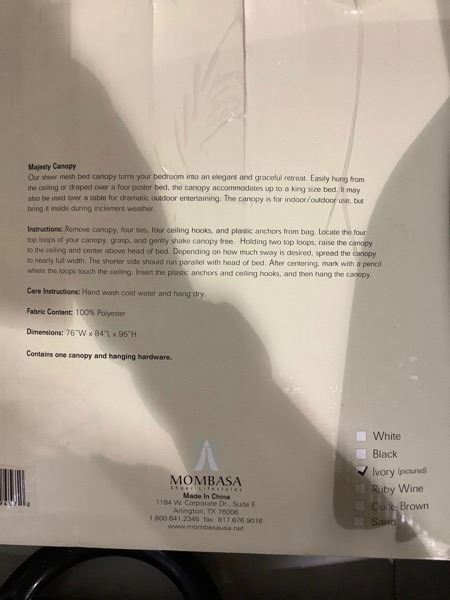 Majesty Canopy
Our sheer mesh bed canopy turns your bedroom into an elegant and graceful retreat. Easily hung from
the ceiling or draped over a four-poster bed, the canopy accommodates up to a king size bed. It may
also be used over a table for dramatic outdoor entertaining. The canopy is for indoor/outdoor use, but
bring it inside during inclement weather.
Instructions: Remove canopy, four ties, four ceiling hooks, and plastic anchors from bag. Locate the four
top loops of your canopy, grasp, and gently shake canopy free. Holding two top loops, raise the canopy
to the ceiling and center above head of bed. Depending on how much sway is desired, spread the canopy
to nearly full width. The shorter side should run parallel with head of bed. After centering, mark with a pencil
where the loops touch the ceiling. Insert the plastic anchors and ceiling hooks, and then hang the canopy.
Care Instructions: Hand wash cold water and hang dry.
Fabric Content: 100% Polyester
Dimensions: 76"W x 84"L x 96"H
Contains one canopy and hanging hardware.
White
Black
Ivory (pictured)
Ruby Wine
Coco Brown
Sand
MOMBASA
Sheer Lifestyles
Made In China
1184 W. Corporate Dr., Suite E
Arlington, TX 76006
1.800.641.2345 fax: 817.676.9016
www.mombasausa.net